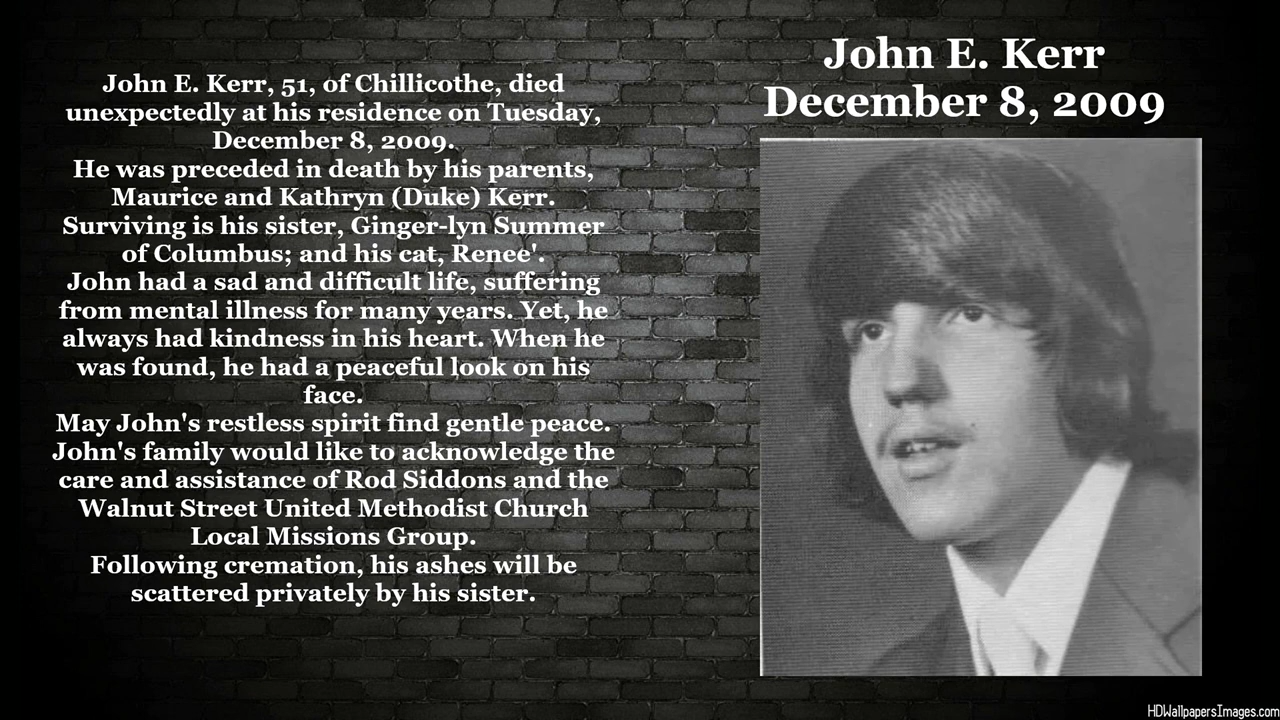 John E. Kerr, 51, of Chillicothe, died
unexpectedly at his residence on Tuesday,
December 8, 2009.
He was preceded in death by his parents,
Maurice and Kathryn (Duke) Kerr.
Surviving is his sister, Ginger-lyn Summer
of Columbus; and his cat, Renee'.
John had a sad and difficult life, suffering
from mental illness for many years. Yet, he
always had kindness in his heart. When he
was found, he had a peaceful look on his
face.
May John's restless spirit find gentle peace.
John's family would like to acknowledge the
care and assistance of Rod Siddons and the
Walnut Street United Methodist Church
Local Missions Group.
Following cremation, his ashes will be
scattered privately by his sister.
John E. Kerr
December 8, 2009
HDWallpapersImages.com